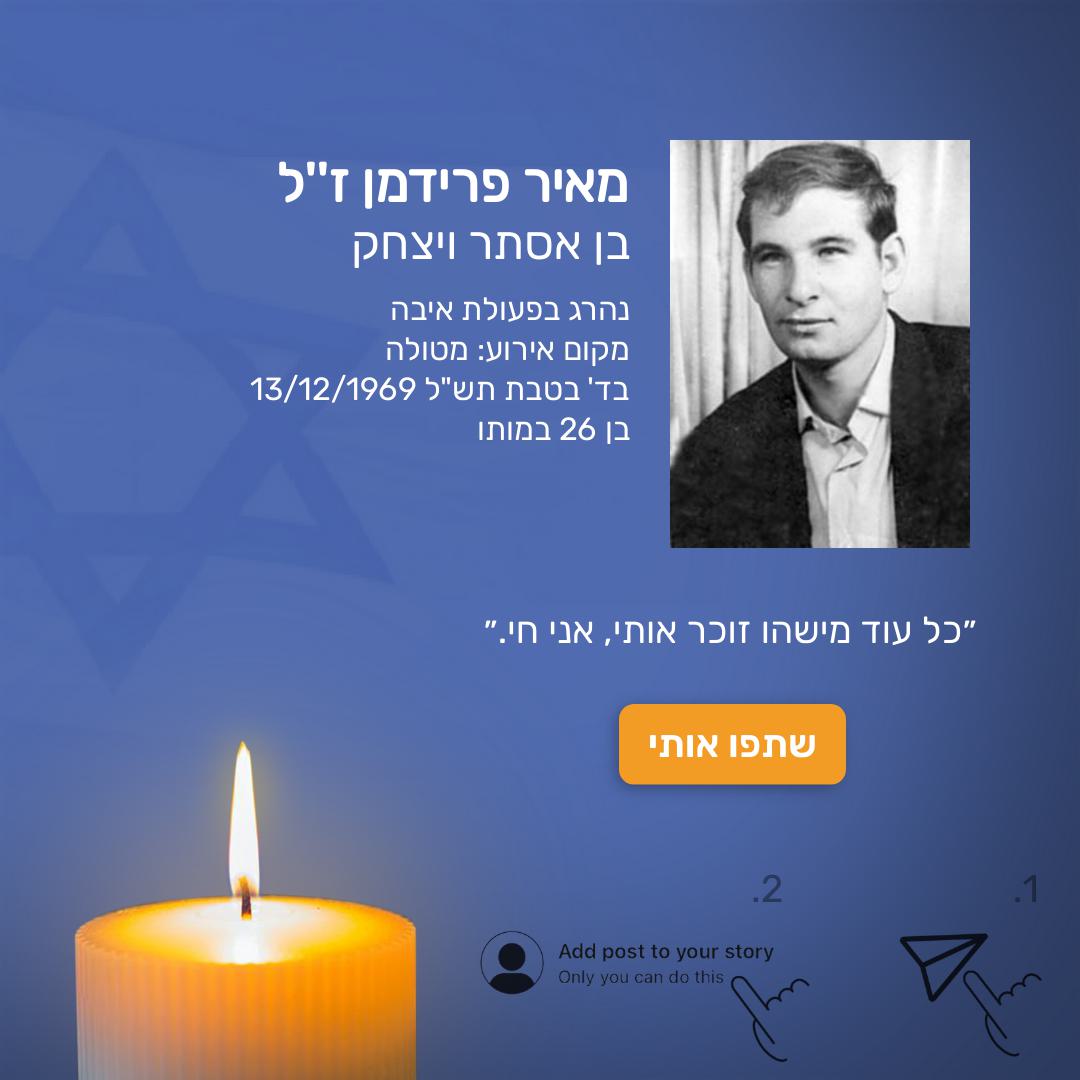 מאיר פרידמן ז''ל
בן אסתר ויצחק
נהרג בפעולת איבה
מקום אירוע: מטולה
בד' בטבת תש"ל 13/12/1969
בן 26 במותו
״כל עוד מישהו זוכר אותי, אני חי.״
שתפו אותי
1.
2.
Add post to your story
Only you can do this